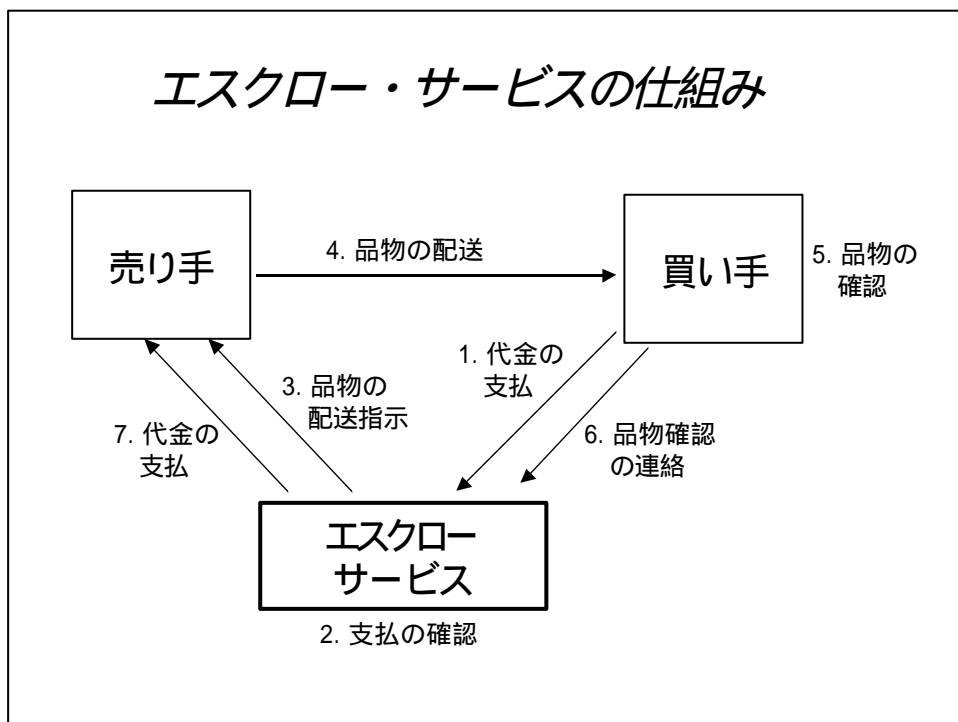 エスクロー・サービスの仕組み
売り手
4. 品物の配送
買い手
5. 品物の
確認
1. 代金の
支払
3. 品物の
配送指示
7. 代金の
支払
6. 品物確認
の連絡
エスクロー
サービス
2. 支払の確認